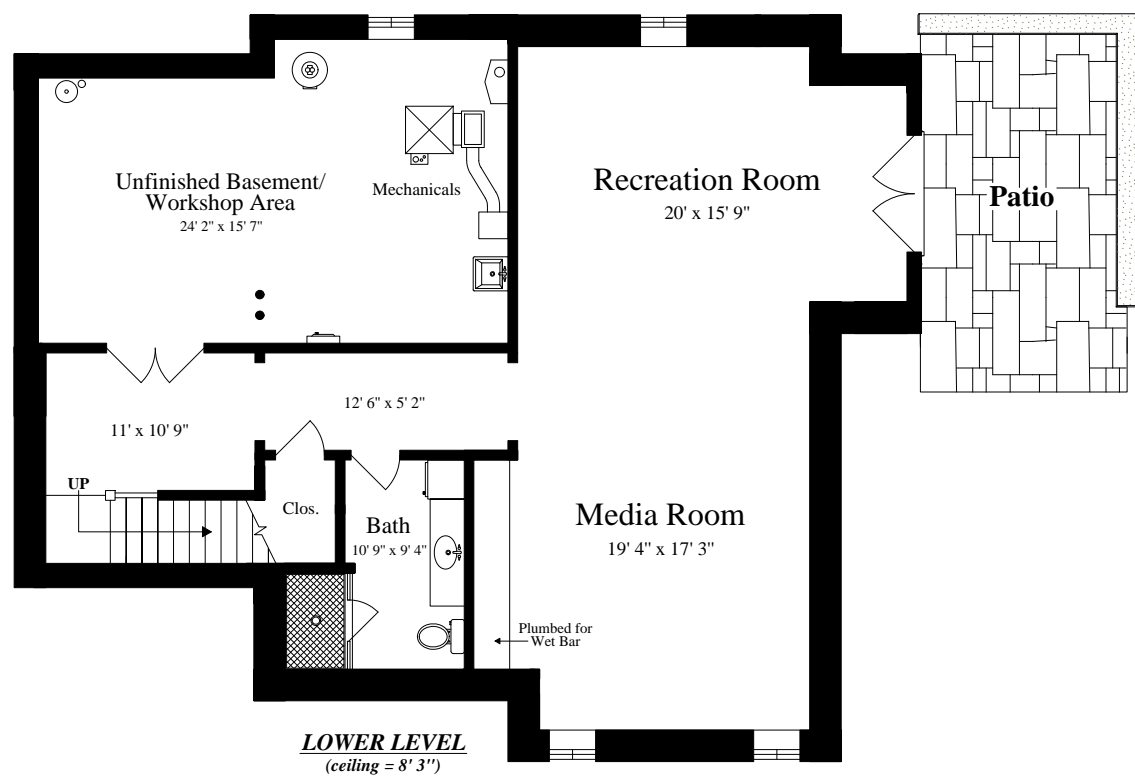 Unfinished Basement/
Workshop Area
24' 2" x 15' 7"
Mechanicals
Recreation Room
20' x 15' 9"
Patio
11' x 10' 9"
12' 6" x 5' 2"
UP
Clos.
Bath
10' 9" x 9' 4"
Media Room
19' 4" x 17' 3"
Plumbed for
Wet Bar
LOWER LEVEL
(ceiling = 8' 3")